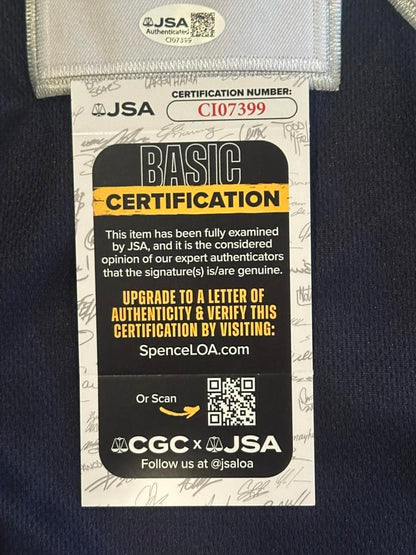 JSA
Authenticated
CI07399
CERTIFICATION NUMBER:
JSA
CI07399
BASIC
CERTIFICATION
This item has been fully examined
by JSA, and it is the considered
opinion of our expert authenticators
that the signature(s) is/are genuine.
UPGRADE TO A LETTER OF
AUTHENTICITY & VERIFY THIS
CERTIFICATION BY VISITING:
SpenceLOA.com
Or Scan
CGC x JSA
Follow us at @jsaloa